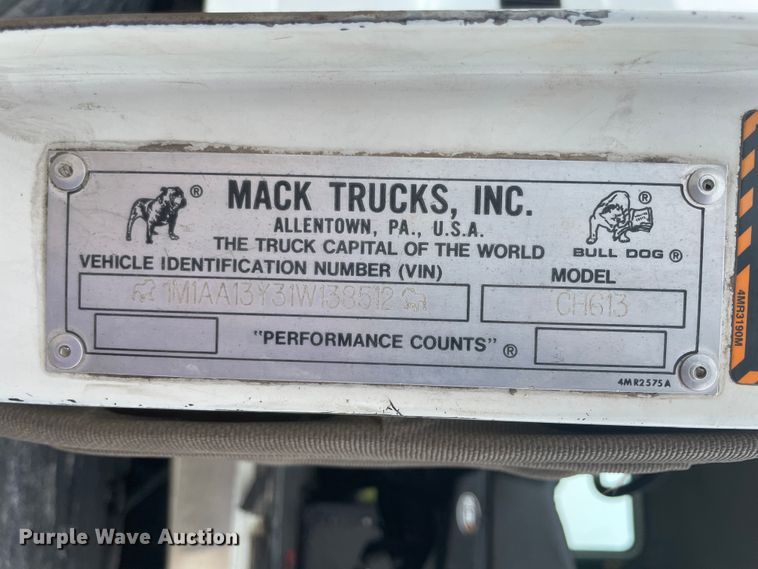 MACK TRUCKS, INC.
ALLENTOWN, PA., U.S.A.
THE TRUCK CAPITAL OF THE WORLD
®
®
BULL DOG ®
VEHICLE IDENTIFICATION NUMBER (VIN)
MODEL
1M1AA13Y31W138512
CH613
"PERFORMANCE COUNTS" ®
4MR2575A
4MR3190M
Purple Wave Auction